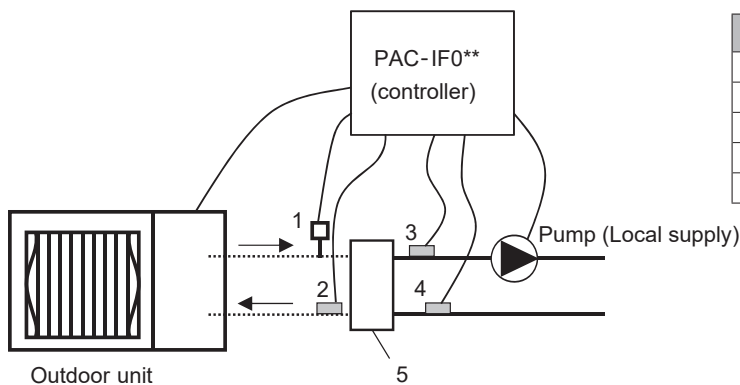 PAC-IF0**
(controller)
1
3
Pump (Local supply)
2
4
Outdoor unit
5